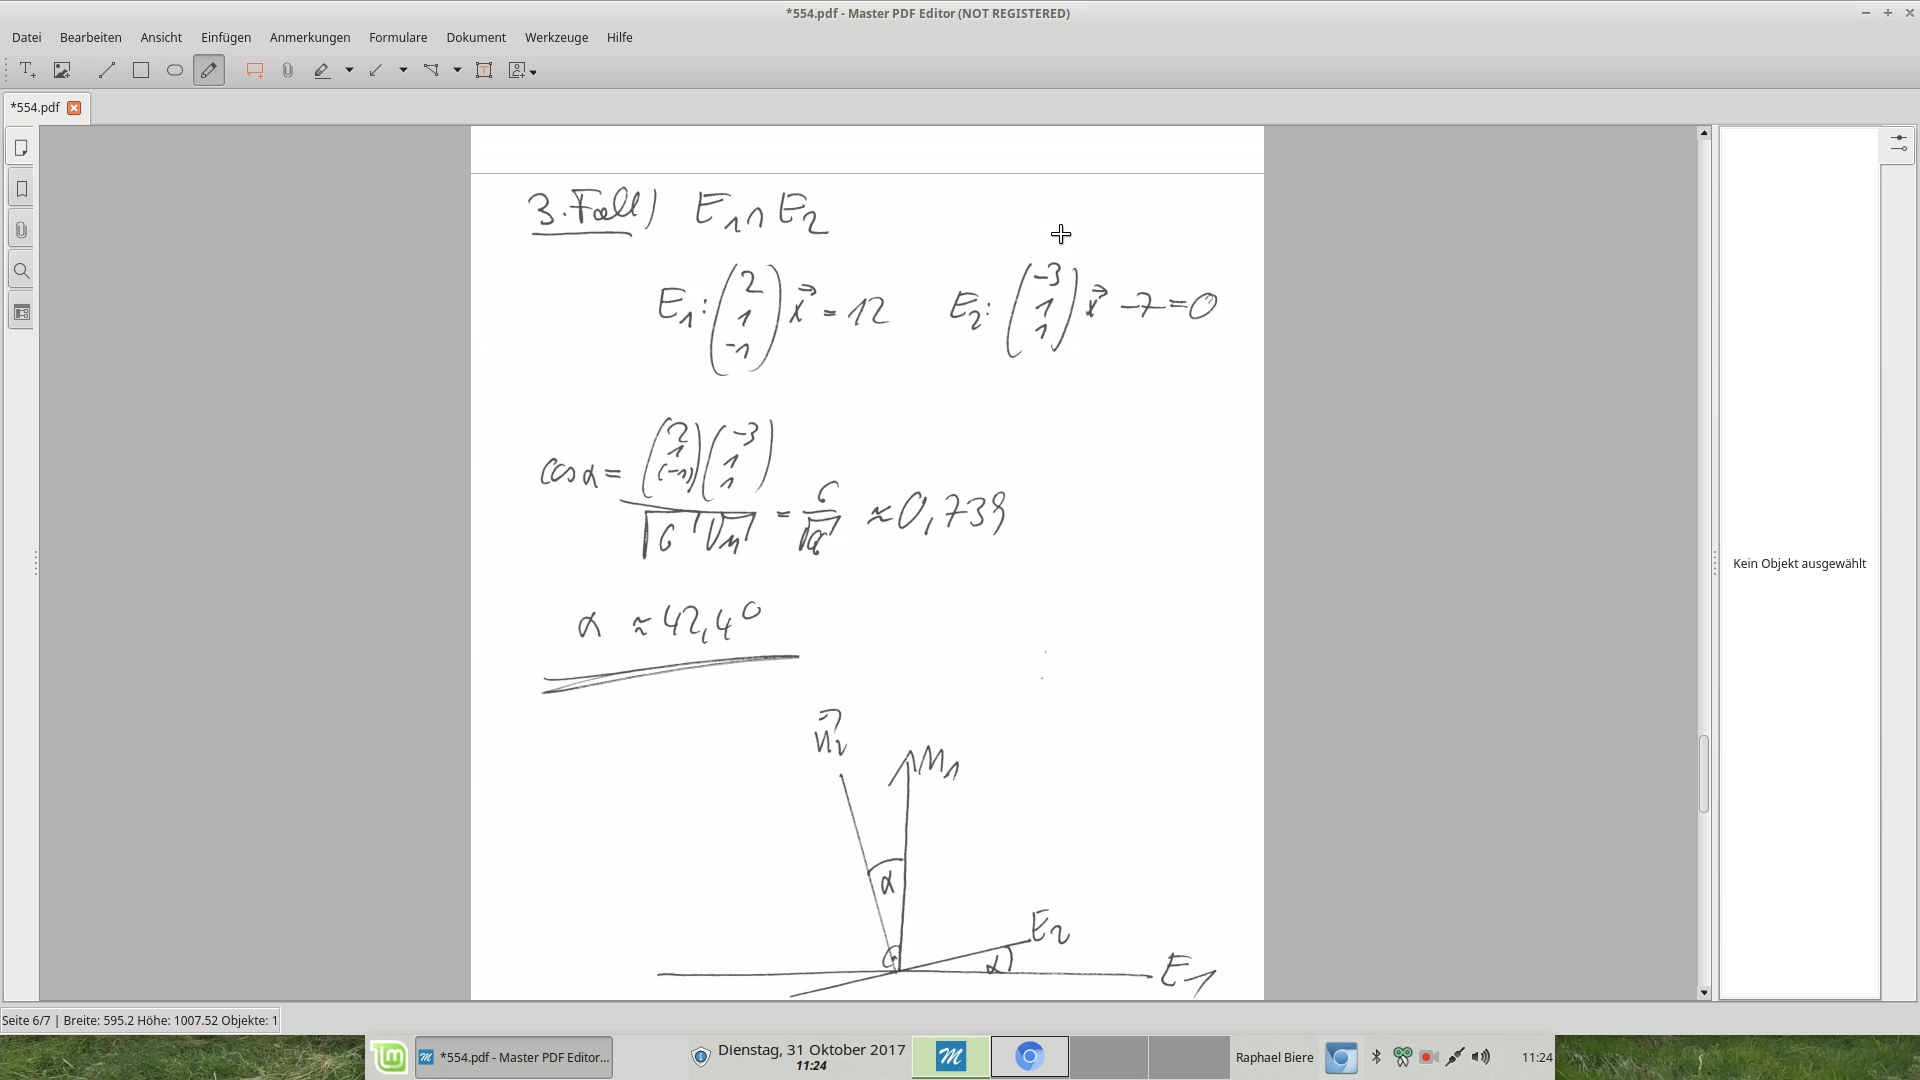 *554.pdf - Master PDF Editor (NOT REGISTERED)
Datei Bearbeiten Ansicht Einfügen Anmerkungen Formulare Dokument Werkzeuge Hilfe
*554.pdf
3. Fall) E₁ ∩ E₂
E₁: (2 1 -1) x⃗ = 12 E₂: (-3 1 1) x⃗ - 7 = 0
cos α = (2 1 (-1)) (-3 1 1) / √6 √11 = 6 / ≈ 0,739
α ≈ 42,4°
n⃗₂ n₁
α
E₂
α E₁
Kein Objekt ausgewählt
Seite 6/7 | Breite: 595.2 Höhe: 1007.52 Objekte: 1
*554.pdf - Master PDF Editor... Dienstag, 31 Oktober 2017 Raphael Biere 11:24
11:24